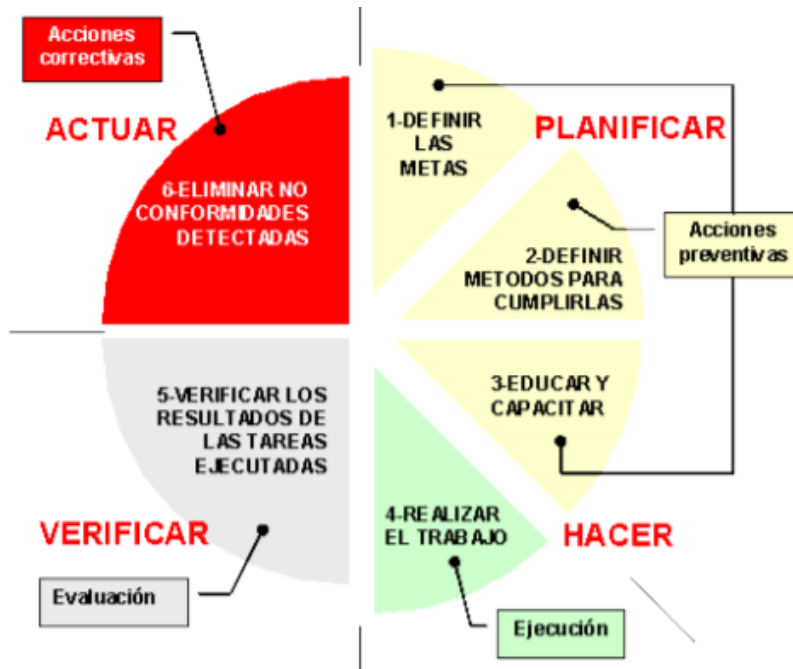 Acciones
correctivas
ACTUAR
6-ELIMINAR NO
CONFORMIDADES
DETECTADAS
1-DEFINIR
LAS
METAS
PLANIFICAR
2-DEFINIR
METODOS PARA
CUMPLIRLAS
Acciones
preventivas
3-EDUCAR Y
CAPACITAR
4-REALIZAR
EL TRABAJO
HACER
Ejecución
5-VERIFICAR LOS
RESULTADOS DE
LAS TAREAS
EJECUTADAS
VERIFICAR
Evaluación